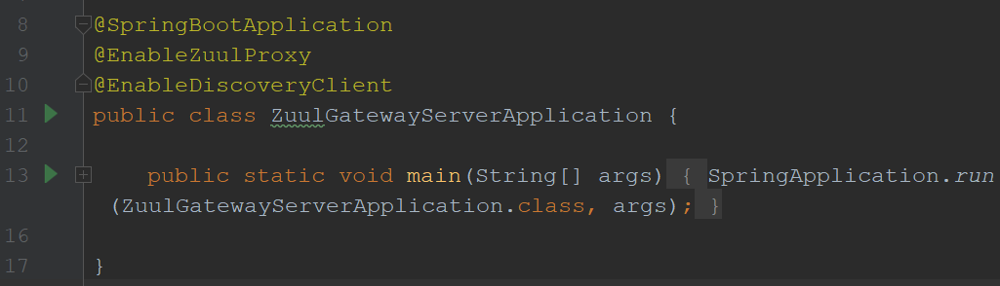 8 @SpringBootApplication
9 @EnableZuulProxy
10 @EnableDiscoveryClient
11 public class ZuulGatewayServerApplication {
12
13 public static void main(String[] args) { SpringApplication.run
(ZuulGatewayServerApplication.class, args); }
16
17 }